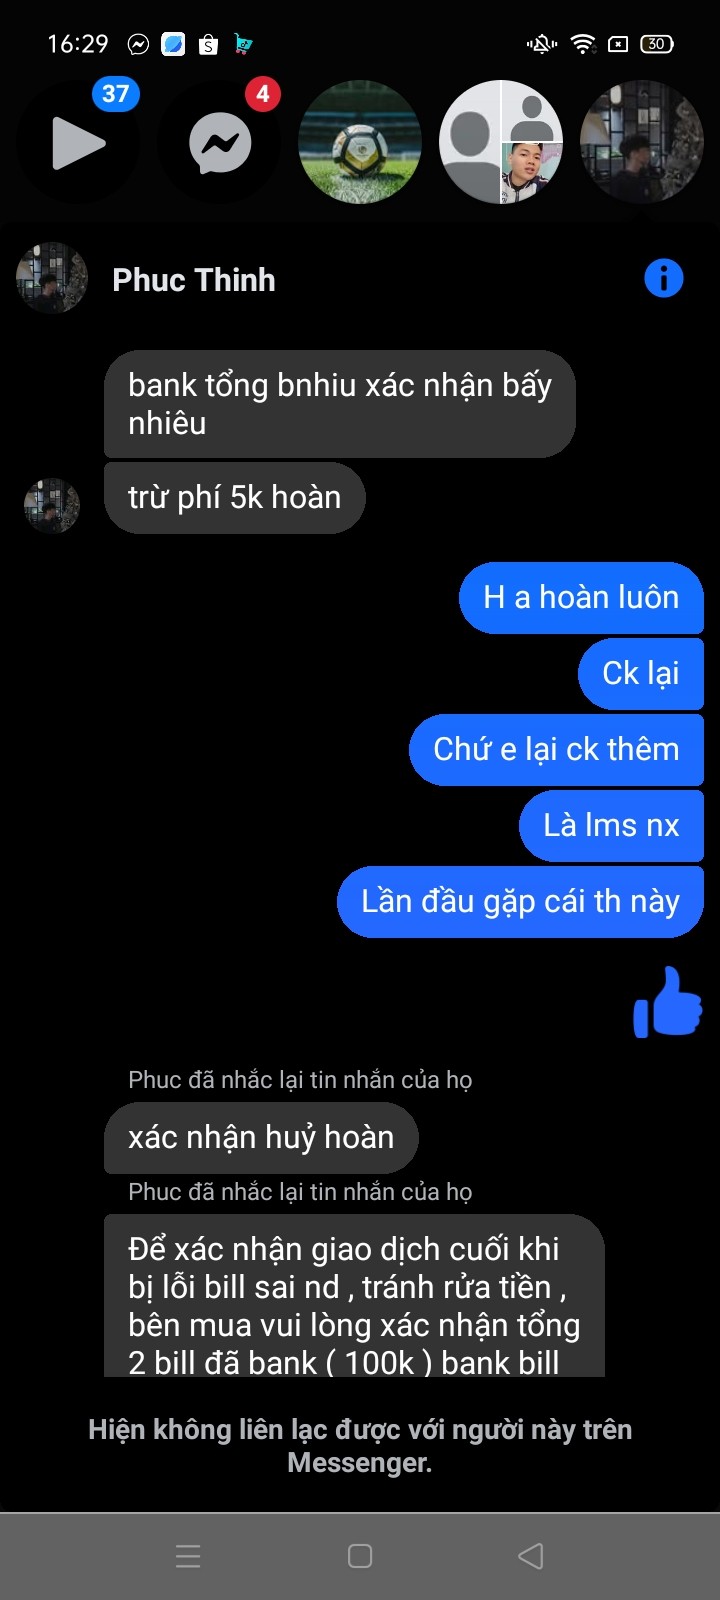 16:29
30
37
4
Phuc Thinh
bank tổng bnhiu xác nhận bấy
nhiêu
trừ phí 5k hoàn
H a hoàn luôn
Ck lại
Chứ e lại ck thêm
Là lms nx
Lần đầu gặp cái th này
Phuc đã nhắc lại tin nhắn của họ
xác nhận huỷ hoàn
Phuc đã nhắc lại tin nhắn của họ
Để xác nhận giao dịch cuối khi
bị lỗi bill sai nd , tránh rửa tiền ,
bên mua vui lòng xác nhận tổng
2 bill đã bank ( 100k ) bank bill
Hiện không liên lạc được với người này trên
Messenger.